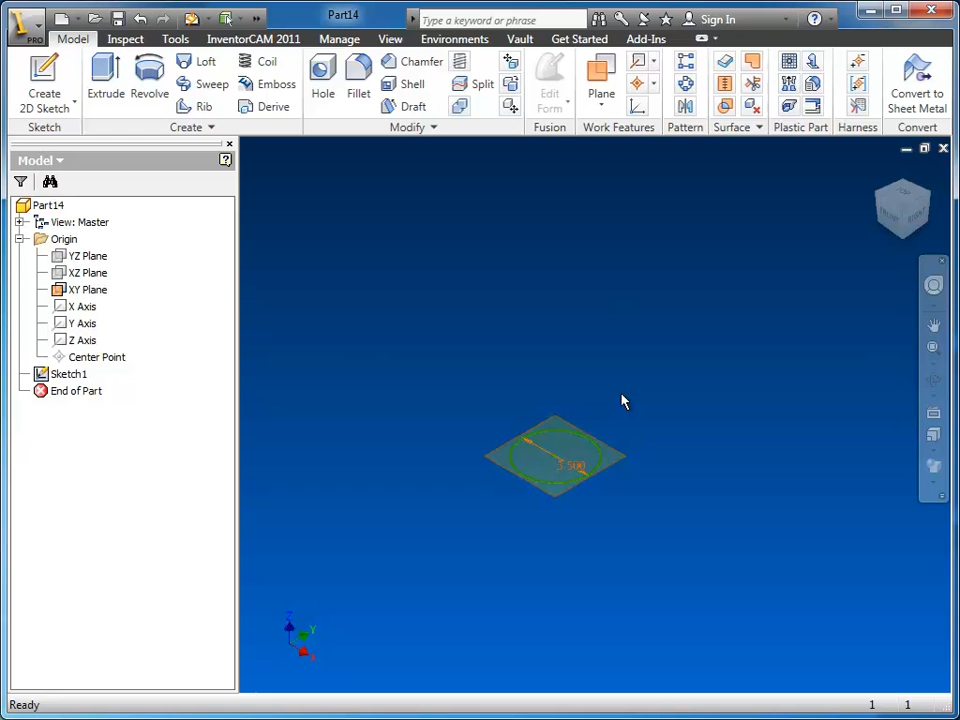 Part14
Type a keyword or phrase
Sign In
PRO
Model Inspect Tools InventorCAM 2011 Manage View Environments Vault Get Started Add-Ins
Create 2D Sketch
Extrude
Revolve
Loft
Sweep
Rib
Coil
Emboss
Derive
Hole
Fillet
Chamfer
Shell
Draft
Split
Edit Form
Plane
Convert to Sheet Metal
Sketch Create Modify Fusion Work Features Pattern Surface Plastic Part Harness Convert
Model
Part14
View: Master
Origin
YZ Plane
XZ Plane
XY Plane
X Axis
Y Axis
Z Axis
Center Point
Sketch1
End of Part
RIGHT
3.500
Z
Y
X
Ready
1 1